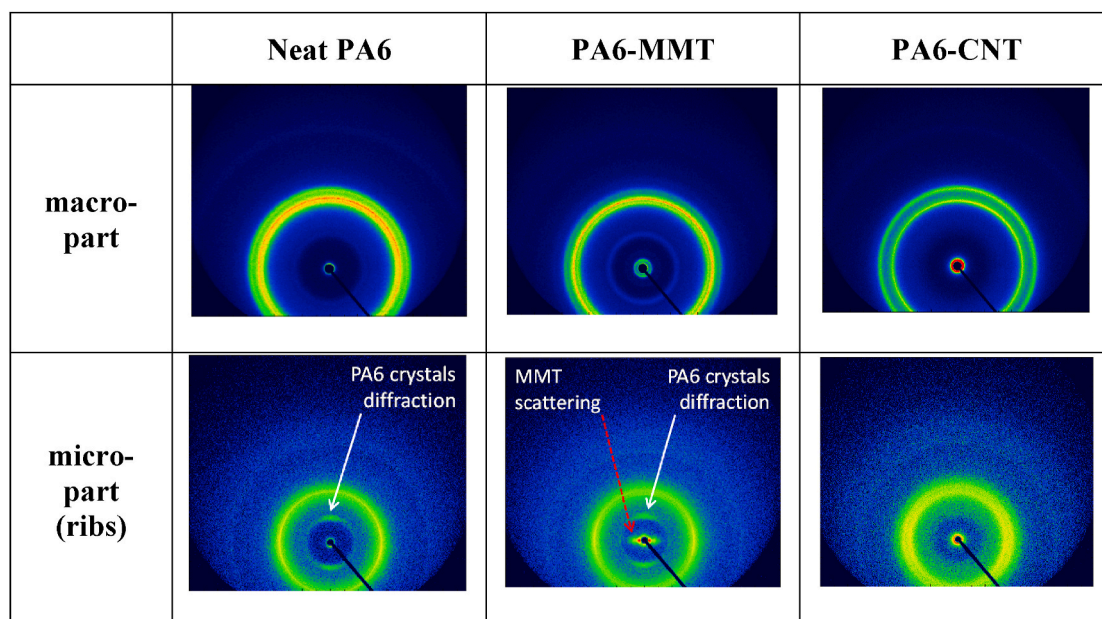 Neat PA6
PA6-MMT
PA6-CNT
macro-
part
micro-
part
(ribs)
PA6 crystals
diffraction
MMT
scattering
PA6 crystals
diffraction